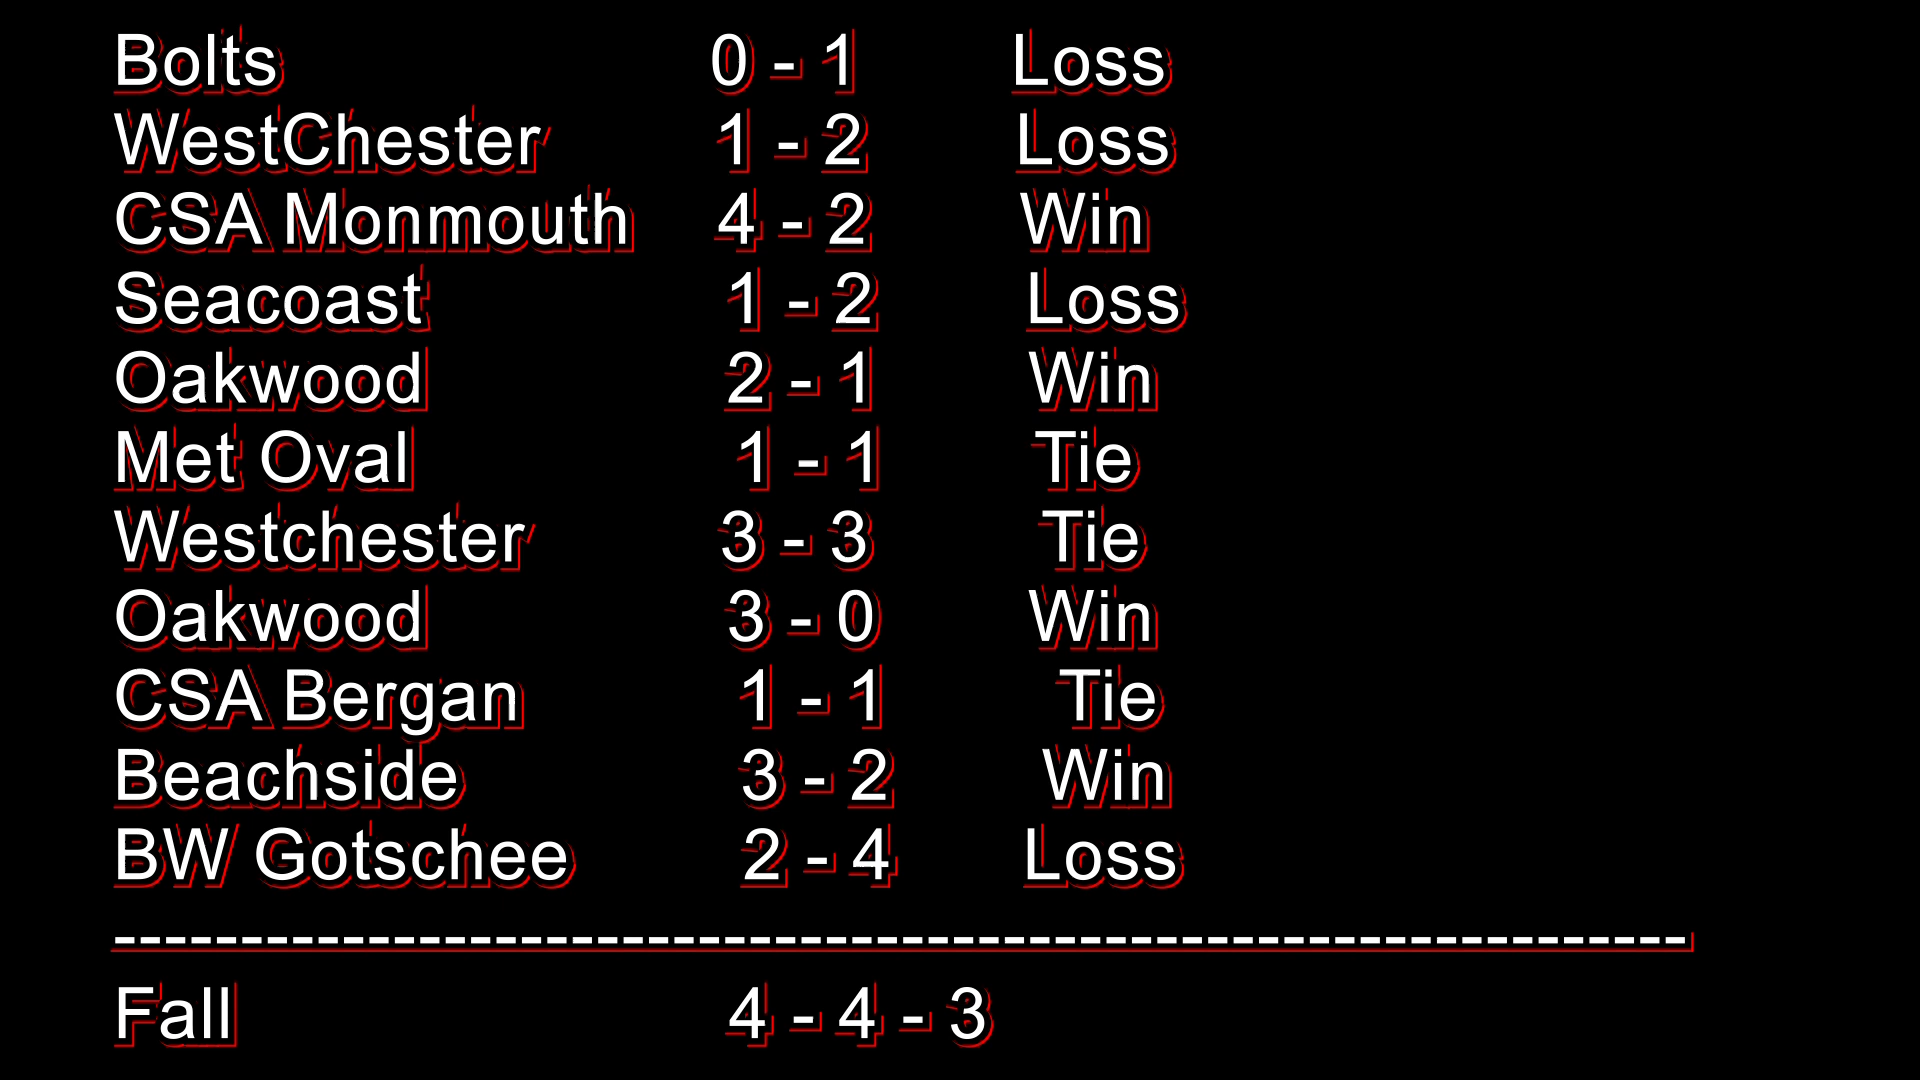 Bolts 0 - 1 Loss
WestChester 1 - 2 Loss
CSA Monmouth 4 - 2 Win
Seacoast 1 - 2 Loss
Oakwood 2 - 1 Win
Met Oval 1 - 1 Tie
Westchester 3 - 3 Tie
Oakwood 3 - 0 Win
CSA Bergan 1 - 1 Tie
Beachside 3 - 2 Win
BW Gotschee 2 - 4 Loss
---------------------------------------------------------------
Fall 4 - 4 - 3